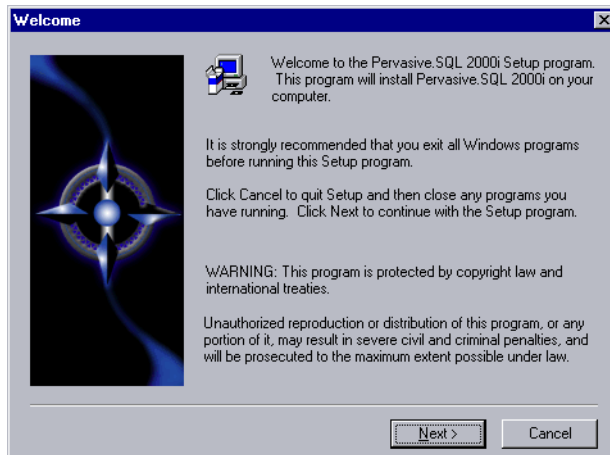 Welcome
Welcome to the Pervasive.SQL 2000i Setup program.
This program will install Pervasive.SQL 2000i on your
computer.
It is strongly recommended that you exit all Windows programs
before running this Setup program.
Click Cancel to quit Setup and then close any programs you
have running. Click Next to continue with the Setup program.
WARNING: This program is protected by copyright law and
international treaties.
Unauthorized reproduction or distribution of this program, or any
portion of it, may result in severe civil and criminal penalties, and
will be prosecuted to the maximum extent possible under law.
Next >
Cancel